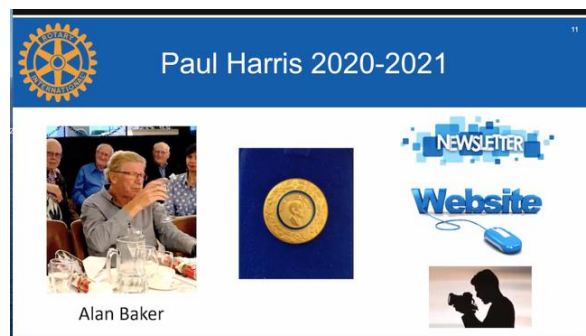 11
ROTARY
INTERNATIONAL
Paul Harris 2020-2021
NEWSLETTER
Website
Alan Baker